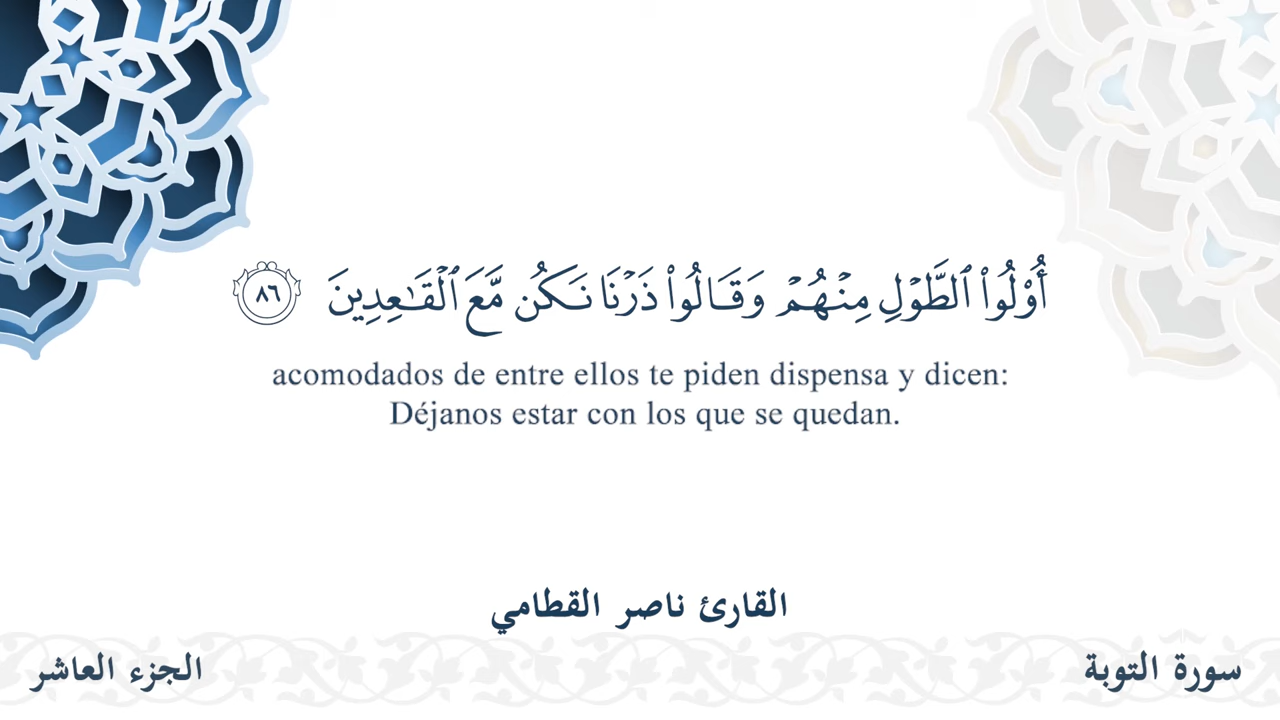 أُوْلُواْ ٱلطَّوۡلِ مِنۡهُمۡ وَقَالُواْ ذَرۡنَا نَكُن مَّعَ ٱلۡقَٰعِدِينَ ٨٦
acomodados de entre ellos te piden dispensa y dicen:
Déjanos estar con los que se quedan.
القارئ ناصر القطامي
سورة التوبة
الجزء العاشر